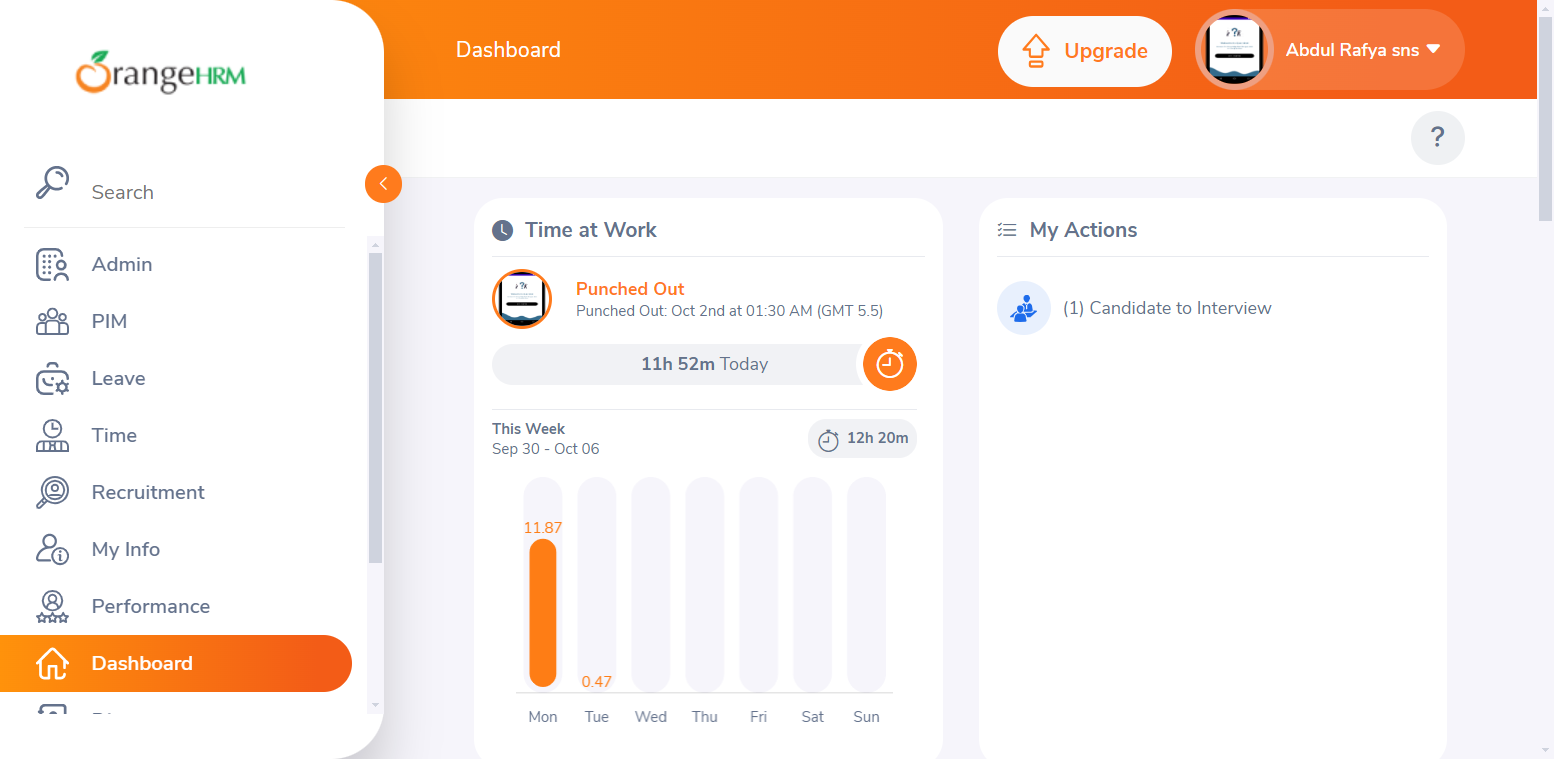 OrangeHRM
Dashboard
Upgrade
Abdul Rafya sns
?
Search
Admin
PIM
Leave
Time
Recruitment
My Info
Performance
Dashboard
Time at Work
Punched Out
Punched Out: Oct 2nd at 01:30 AM (GMT 5.5)
11h 52m Today
This Week
Sep 30 - Oct 06
12h 20m
11.87
0.47
Mon Tue Wed Thu Fri Sat Sun
My Actions
(1) Candidate to Interview